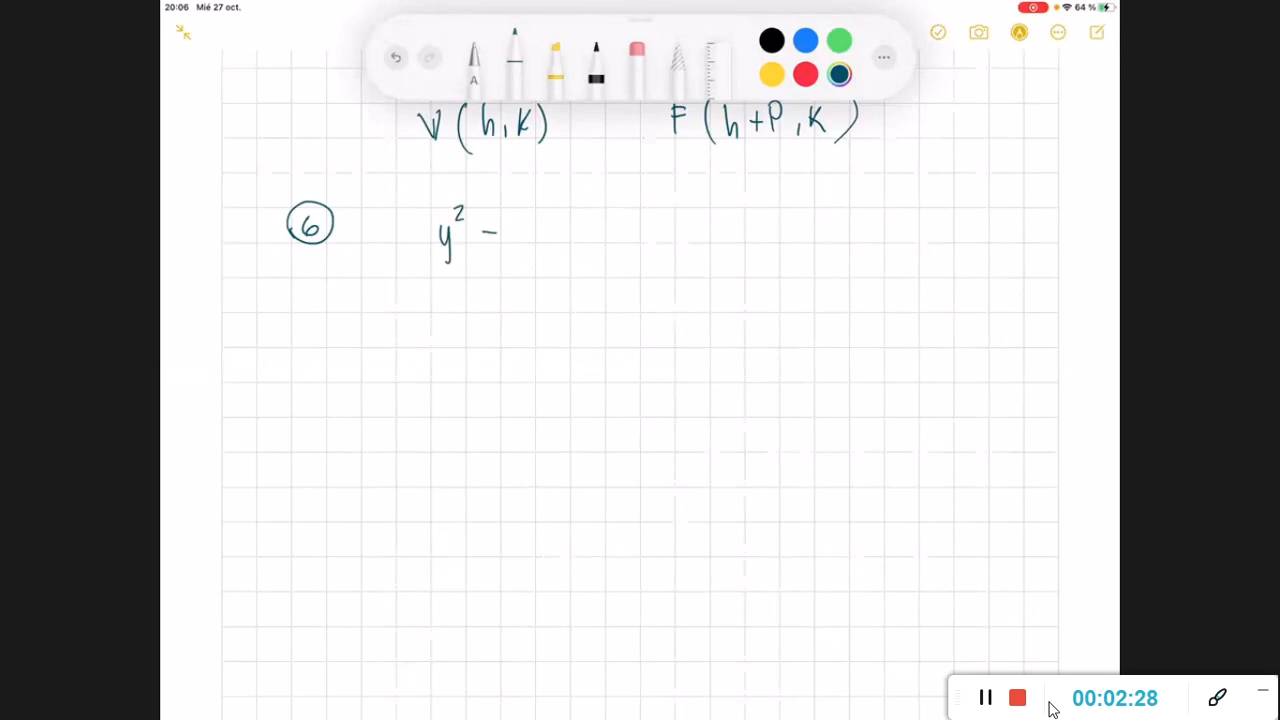 20:06 Mié 27 oct. 64 %
A
V (h, k) F (h+P, k)
6 y² -
00:02:28